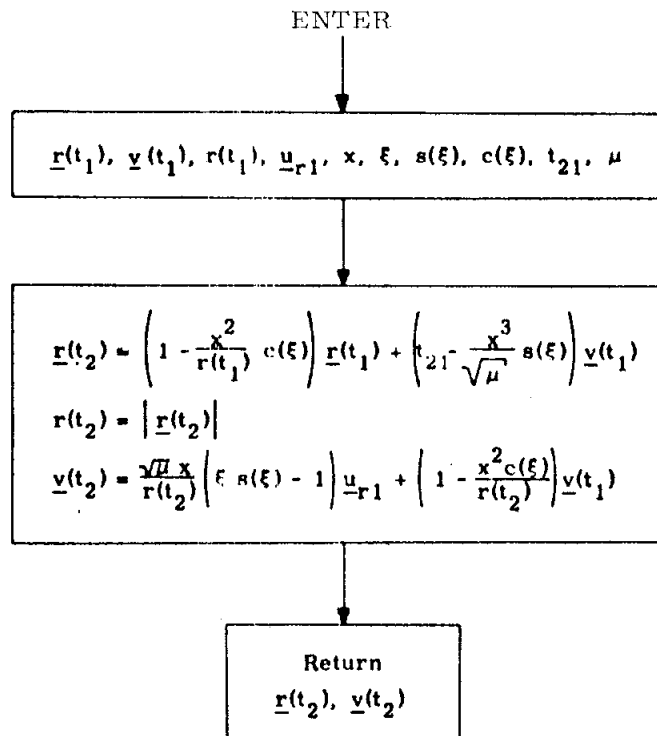 ENTER
r(t₁), v(t₁), r(t₁), u_r1, x, ξ, s(ξ), c(ξ), t₂₁, μ
r(t₂) = (1 - x²/r(t₁) c(ξ)) r(t₁) + (t₂₁ - x³/√μ s(ξ)) v(t₁)
r(t₂) = |r(t₂)|
v(t₂) = √μ x/r(t₂) (ξ s(ξ) - 1) u_r1 + (1 - x² c(ξ)/r(t₂)) v(t₁)
Return
r(t₂), v(t₂)